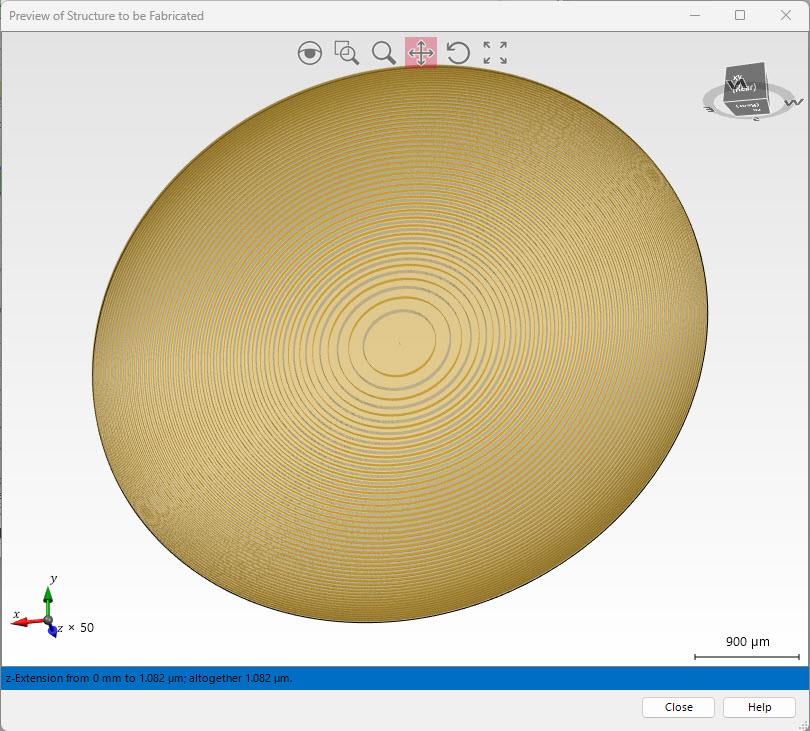 Preview of Structure to be Fabricated
y
x
z × 50
900 µm
z-Extension from 0 mm to 1.082 µm; altogether 1.082 µm.
Close
Help